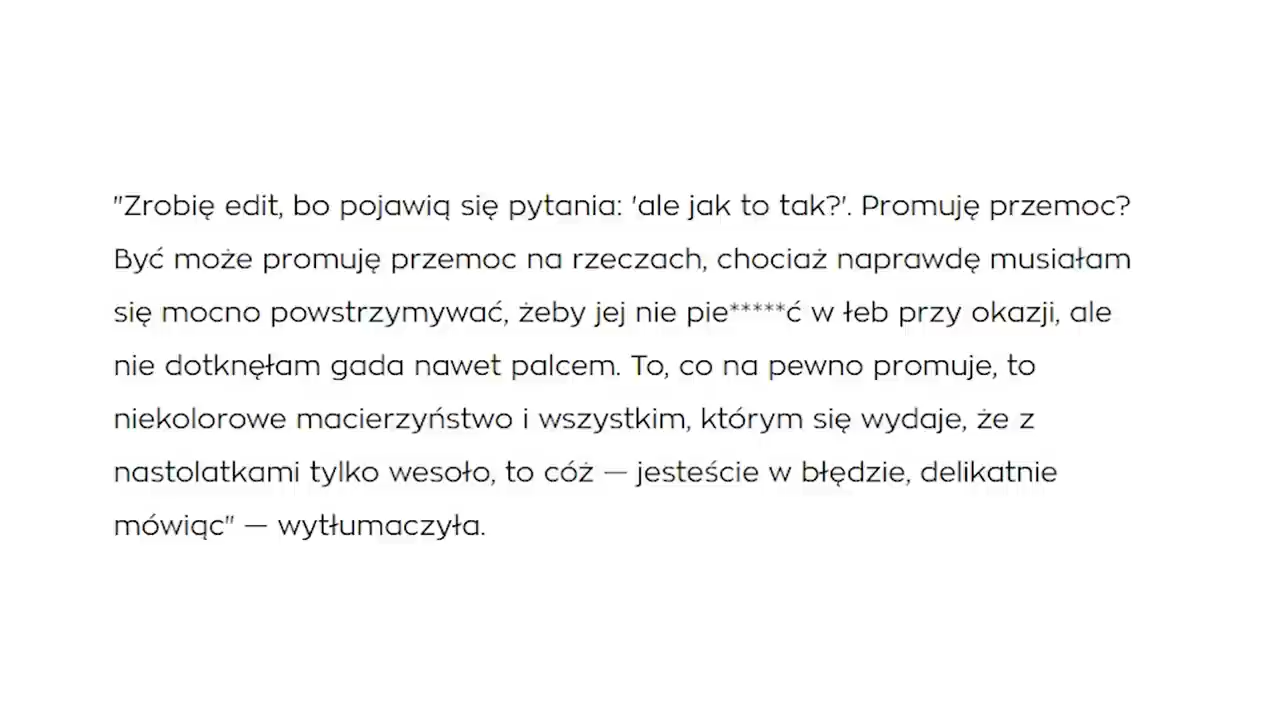 "Zrobię edit, bo pojawią się pytania: 'ale jak to tak?'. Promuję przemoc?
Być może promuję przemoc na rzeczach, chociaż naprawdę musiałam
się mocno powstrzymywać, żeby jej nie pie*****ć w łeb przy okazji, ale
nie dotknęłam gada nawet palcem. To, co na pewno promuje, to
niekolorowe macierzyństwo i wszystkim, którym się wydaje, że z
nastolatkami tylko wesoło, to cóż — jesteście w błędzie, delikatnie
mówiąc" — wytłumaczyła.